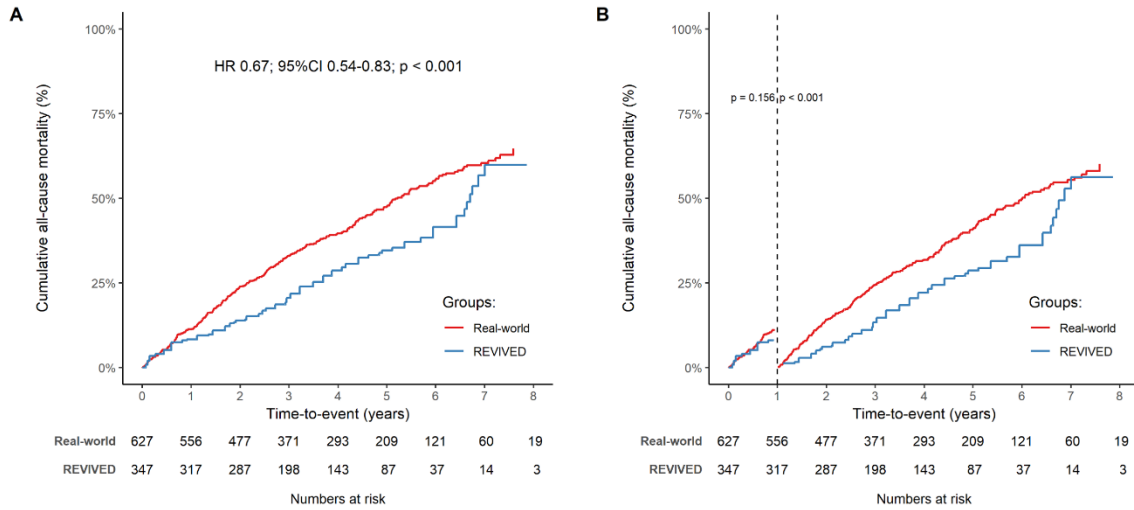 A
100%
75%
50%
25%
0%
Cumulative all-cause mortality (%)
HR 0.67; 95%CI 0.54-0.83; p < 0.001
Groups:
Real-world
REVIVED
0 1 2 3 4 5 6 7 8
Time-to-event (years)
Real-world 627 556 477 371 293 209 121 60 19
REVIVED 347 317 287 198 143 87 37 14 3
Numbers at risk
B
100%
75%
50%
25%
0%
Cumulative all-cause mortality (%)
p = 0.156 p < 0.001
Groups:
Real-world
REVIVED
0 1 2 3 4 5 6 7 8
Time-to-event (years)
Real-world 627 556 477 371 293 209 121 60 19
REVIVED 347 317 287 198 143 87 37 14 3
Numbers at risk